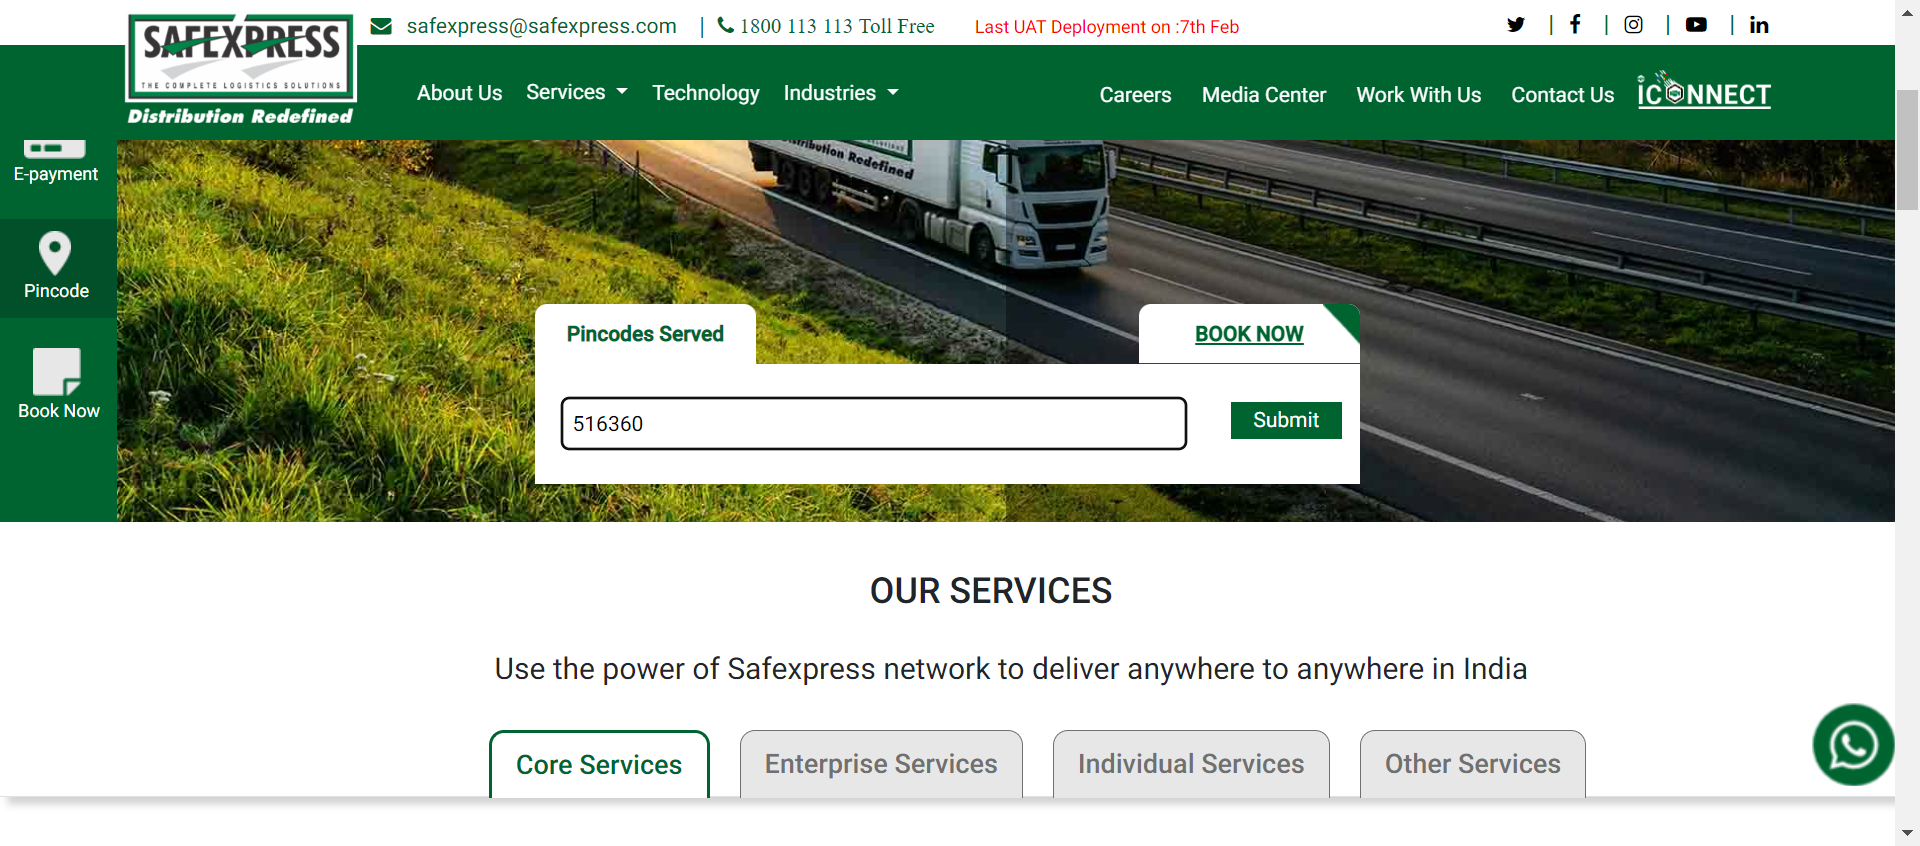 SAFEXPRESS
THE COMPLETE LOGISTICS SOLUTIONS
Distribution Redefined
safexpress@safexpress.com | 1800 113 113 Toll Free
Last UAT Deployment on :7th Feb
About Us
Services
Technology
Industries
Careers
Media Center
Work With Us
Contact Us
iCONNECT
E-payment
Pincode
Book Now
Distribution Redefined
Pincodes Served
BOOK NOW
516360
Submit
OUR SERVICES
Use the power of Safexpress network to deliver anywhere to anywhere in India
Core Services
Enterprise Services
Individual Services
Other Services